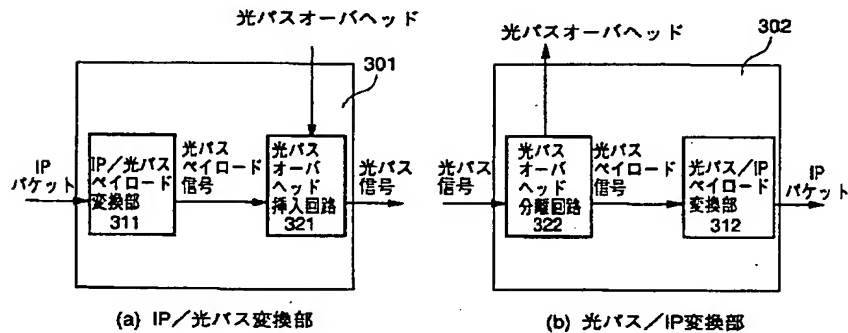 光パスオーバヘッド
301
IP
パケット
IP/光パス
ペイロード
変換部
311
光パス
ペイロード
信号
光パス
オーバ
ヘッド
挿入回路
321
光パス
信号
(a) IP/光パス変換部
光パスオーバヘッド
302
光パス
信号
光パス
オーバ
ヘッド
分離回路
322
光パス
ペイロード
信号
光パス/IP
ペイロード
変換部
312
IP
パケット
(b) 光パス/IP変換部